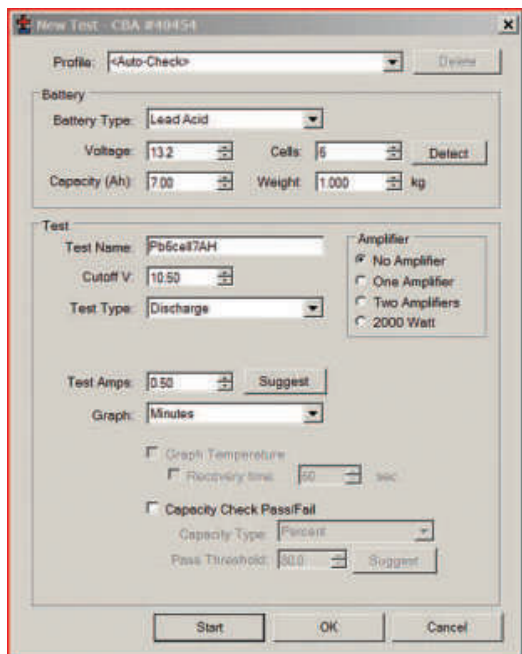 New Test - CBA #40454
Profile: <Auto-Check> Delete
Battery
Battery Type: Lead Acid
Voltage: 13.2 Cells: 6 Detect
Capacity (Ah): 7.00 Weight: 1.000 kg
Test
Test Name: Pb6cell7AH
Cutoff V: 10.50
Test Type: Discharge
Amplifier
No Amplifier
One Amplifier
Two Amplifiers
2000 Watt
Test Amps: 0.50 Suggest
Graph: Minutes
Graph Temperature
Recovery time: 60 sec
Capacity Check Pass/Fail
Capacity Type: Percent
Pass Threshold: 80.0 Suggest
Start OK Cancel